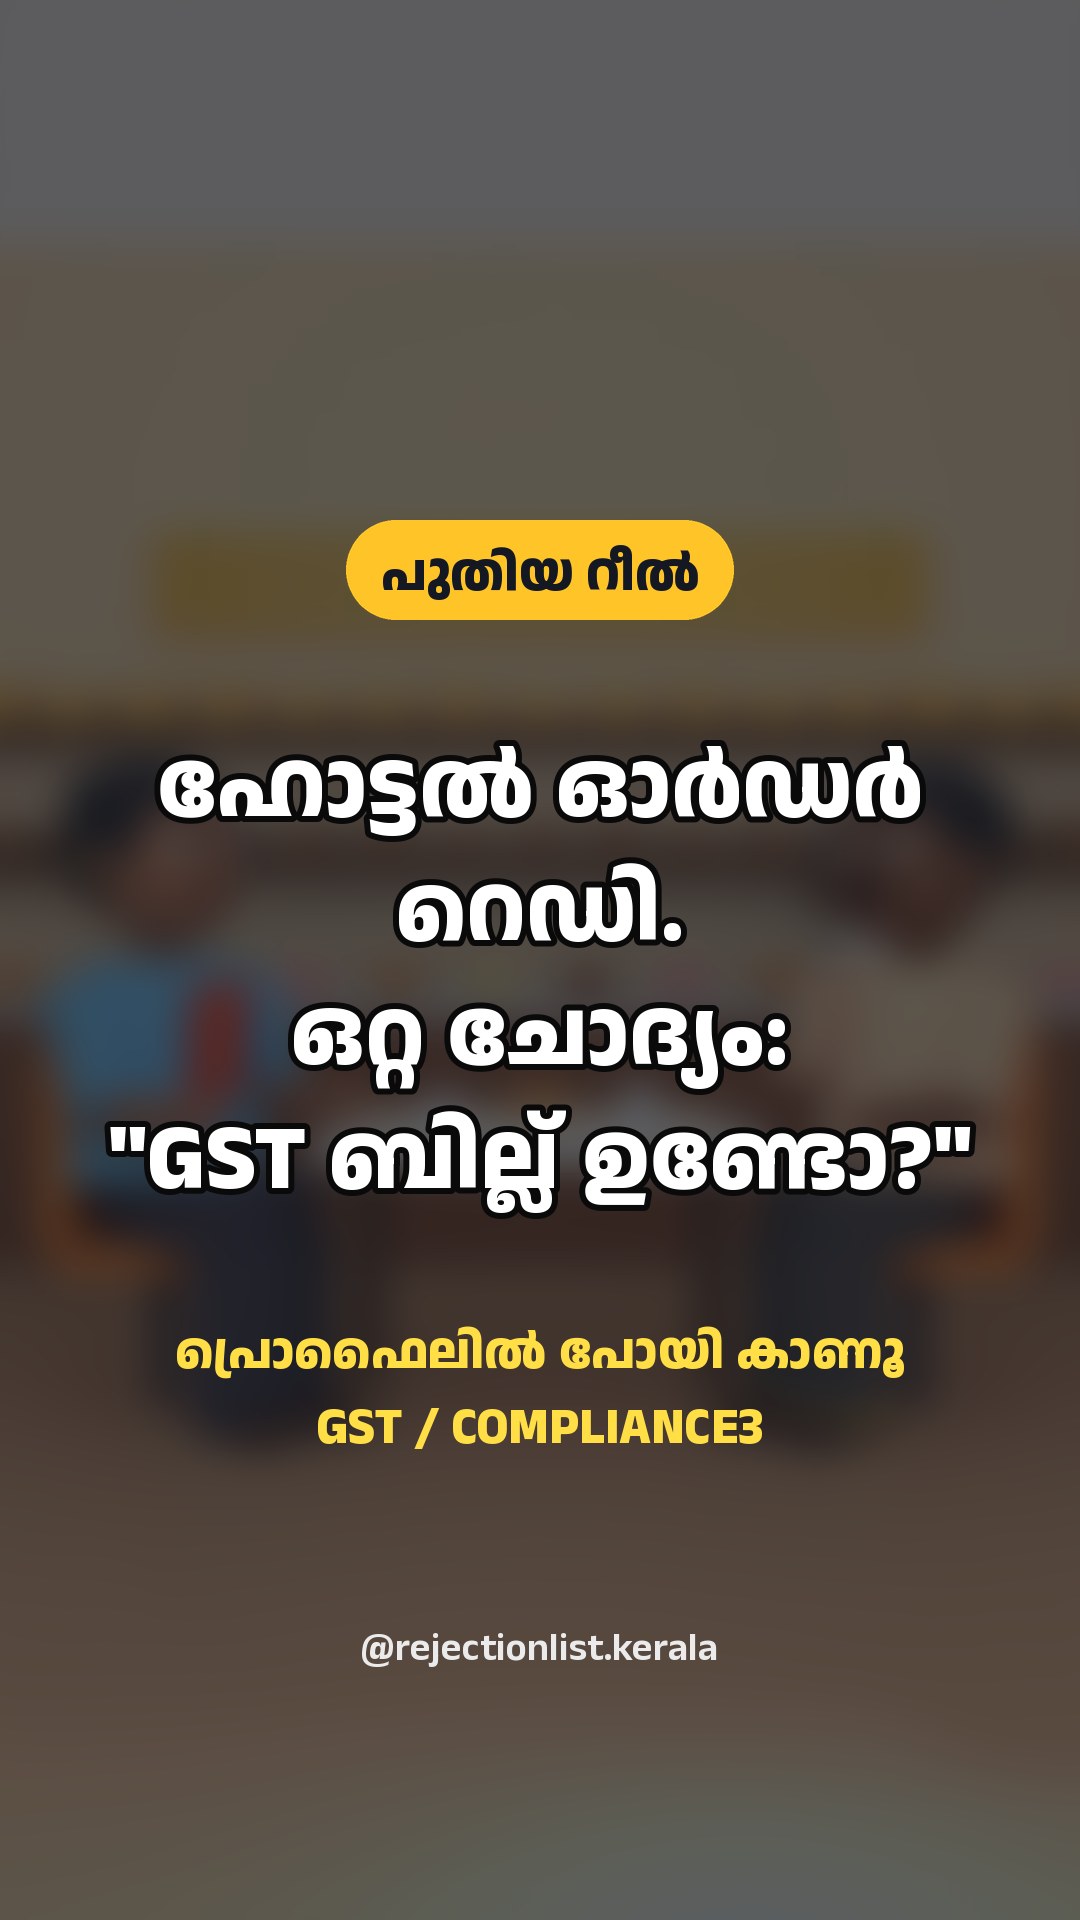 പുതിയ റീൽ
ഹോട്ടൽ ഓർഡർ
റെഡി.
ഒറ്റ ചോദ്യം:
"GST ബില്ല് ഉണ്ടോ?"
പ്രൊഫൈലിൽ പോയി കാണൂ
GST / COMPLIANCE3
@rejectionlist.kerala